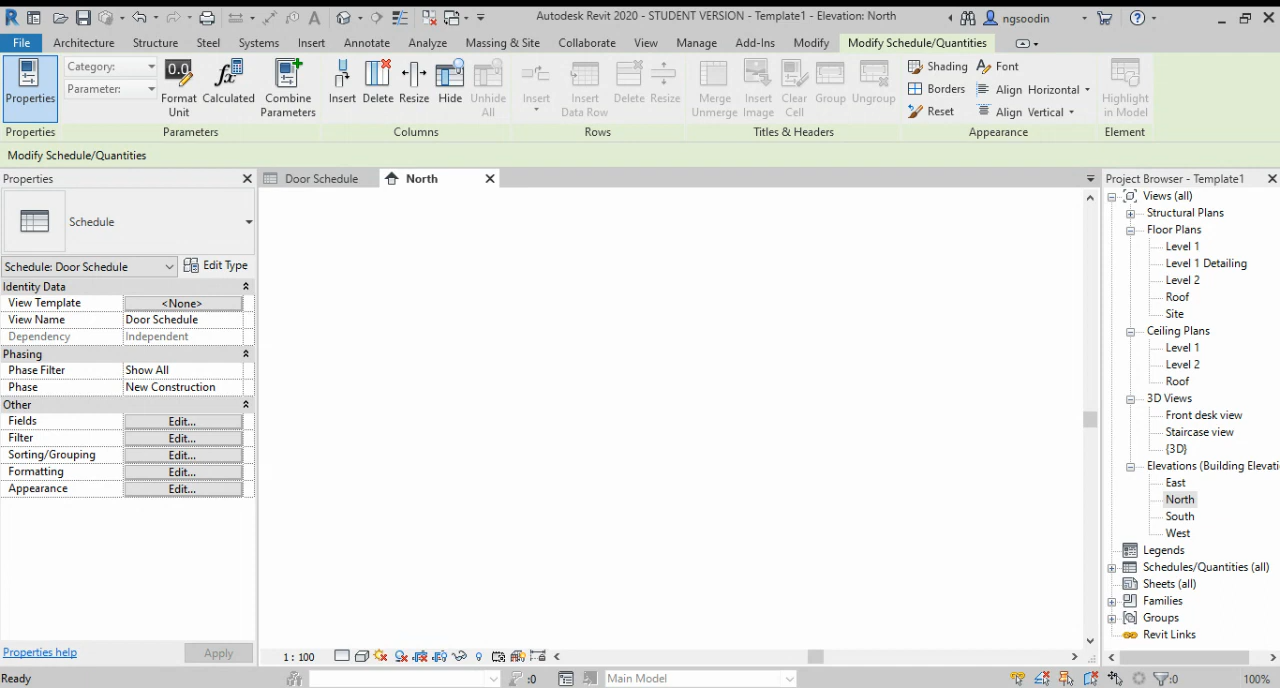 Autodesk Revit 2020 - STUDENT VERSION - Template1 - Elevation: North
ngsoodin
File Architecture Structure Steel Systems Insert Annotate Analyze Massing & Site Collaborate View Manage Add-Ins Modify Modify Schedule/Quantities
Properties
Category:
Parameter:
0.0
Format Unit
fx
Calculated
Combine Parameters
Insert
Delete
Resize
Hide
Unhide All
Insert
Insert Data Row
Delete
Resize
Merge Unmerge
Insert Image
Clear Cell
Group
Ungroup
Shading
Borders
Reset
Font
Align Horizontal
Align Vertical
Highlight in Model
Properties Parameters Columns Rows Titles & Headers Appearance Element
Modify Schedule/Quantities
Properties
Schedule
Schedule: Door Schedule
Edit Type
Identity Data
View Template <None>
View Name Door Schedule
Dependency Independent
Phasing
Phase Filter Show All
Phase New Construction
Other
Fields Edit...
Filter Edit...
Sorting/Grouping Edit...
Formatting Edit...
Appearance Edit...
Properties help
Apply
Door Schedule
North
1 : 100
Project Browser - Template1
Views (all)
Structural Plans
Floor Plans
Level 1
Level 1 Detailing
Level 2
Roof
Site
Ceiling Plans
Level 1
Level 2
Roof
3D Views
Front desk view
Staircase view
{3D}
Elevations (Building Elevati
East
North
South
West
Legends
Schedules/Quantities (all)
Sheets (all)
Families
Groups
Revit Links
Ready
:0
Main Model
:0
100%